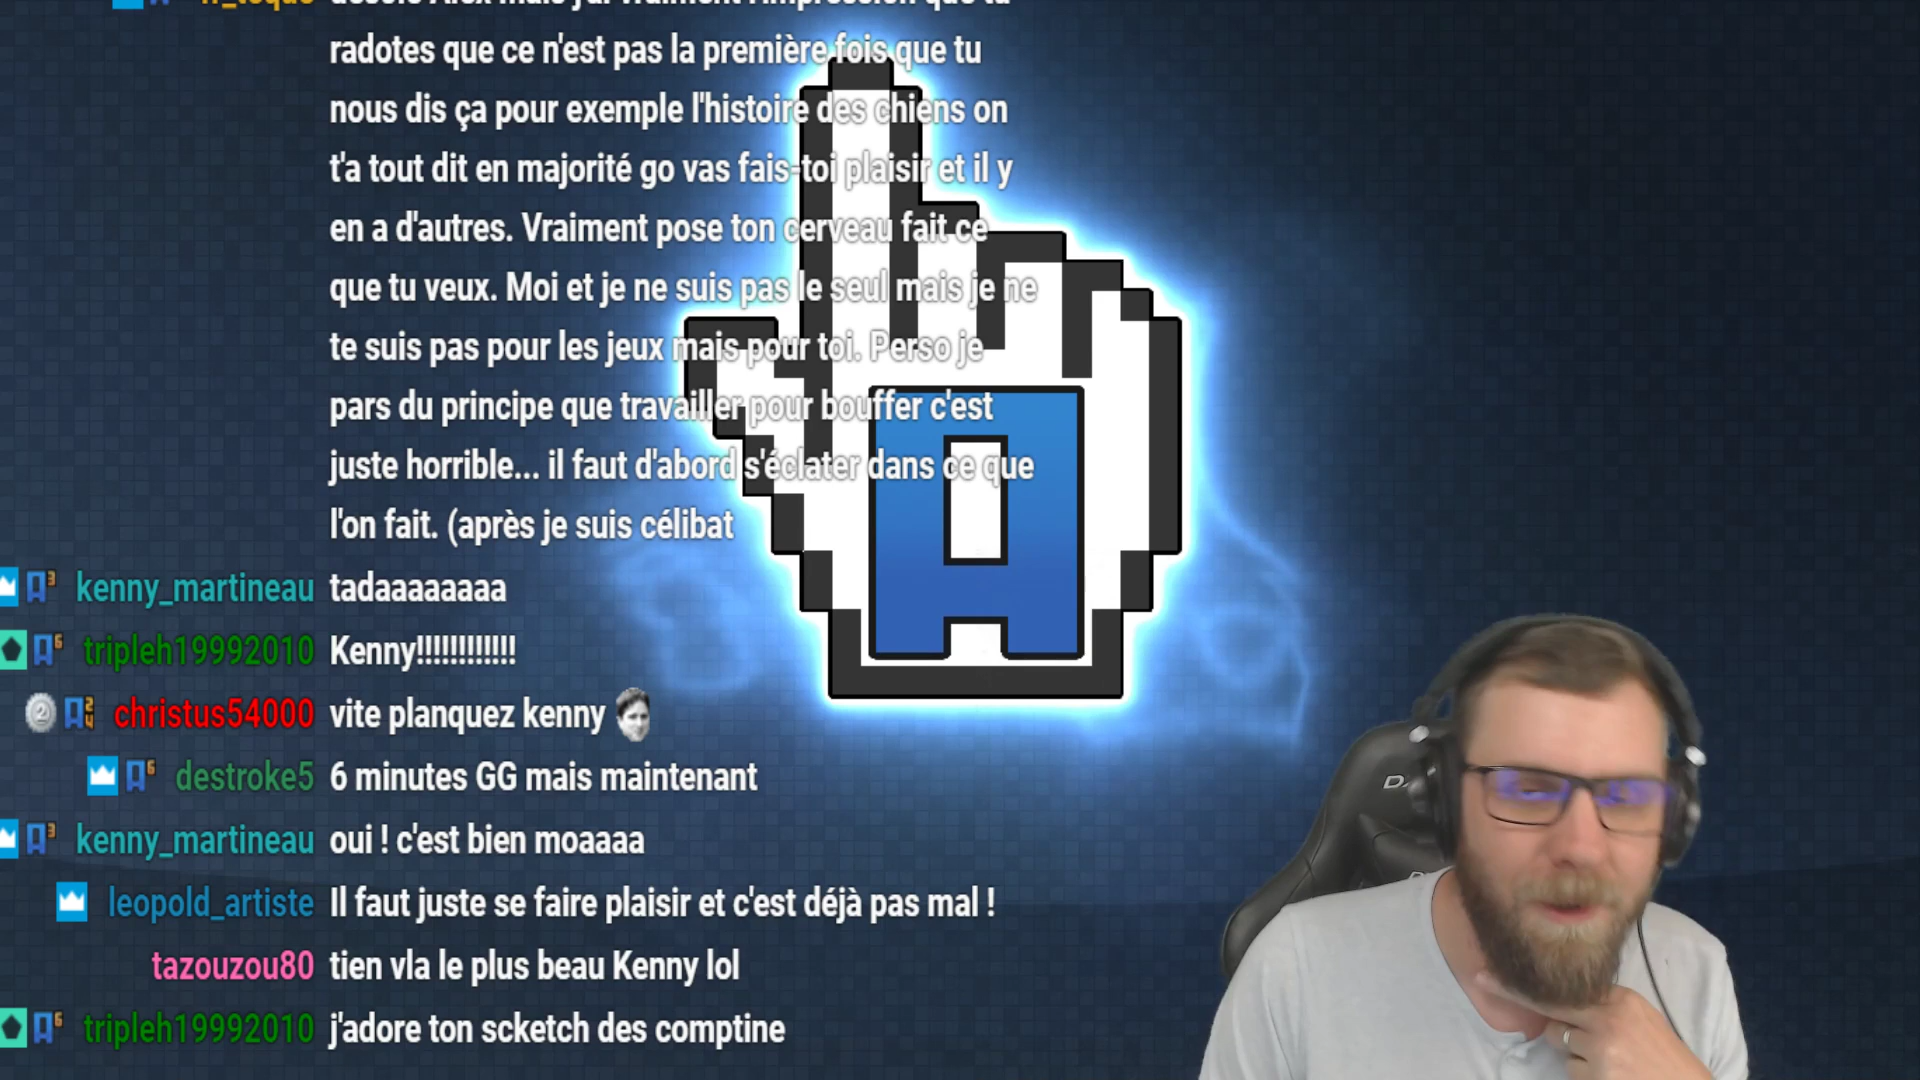 radotes que ce n'est pas la première fois que tu
nous dis ça pour exemple l'histoire des chiens on
t'a tout dit en majorité go vas fais-toi plaisir et il y
en a d'autres. Vraiment pose ton cerveau fait ce
que tu veux. Moi et je ne suis pas le seul mais je ne
te suis pas pour les jeux mais pour toi. Perso je
pars du principe que travailler pour bouffer c'est
juste horrible... il faut d'abord s'éclater dans ce que
l'on fait. (après je suis célibat
kenny_martineau tadaaaaaaaa
tripleh19992010 Kenny!!!!!!!!!!!!
christus54000 vite planquez kenny
destroke5 6 minutes GG mais maintenant
kenny_martineau oui ! c'est bien moaaaa
leopold_artiste Il faut juste se faire plaisir et c'est déjà pas mal !
tazouzou80 tien vla le plus beau Kenny lol
tripleh19992010 j'adore ton scketch des comptine
A